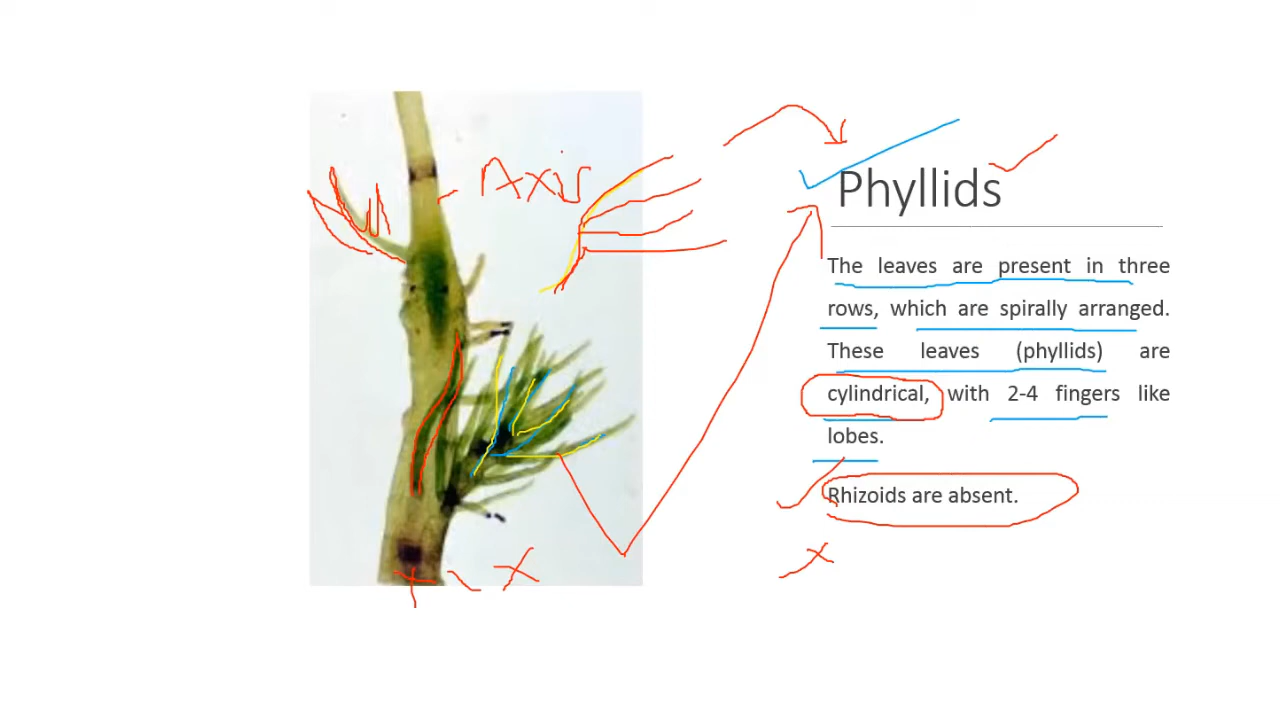 Axis
Phyllids
The leaves are present in three
rows, which are spirally arranged.
These leaves (phyllids) are
cylindrical, with 2-4 fingers like
lobes.
Rhizoids are absent.